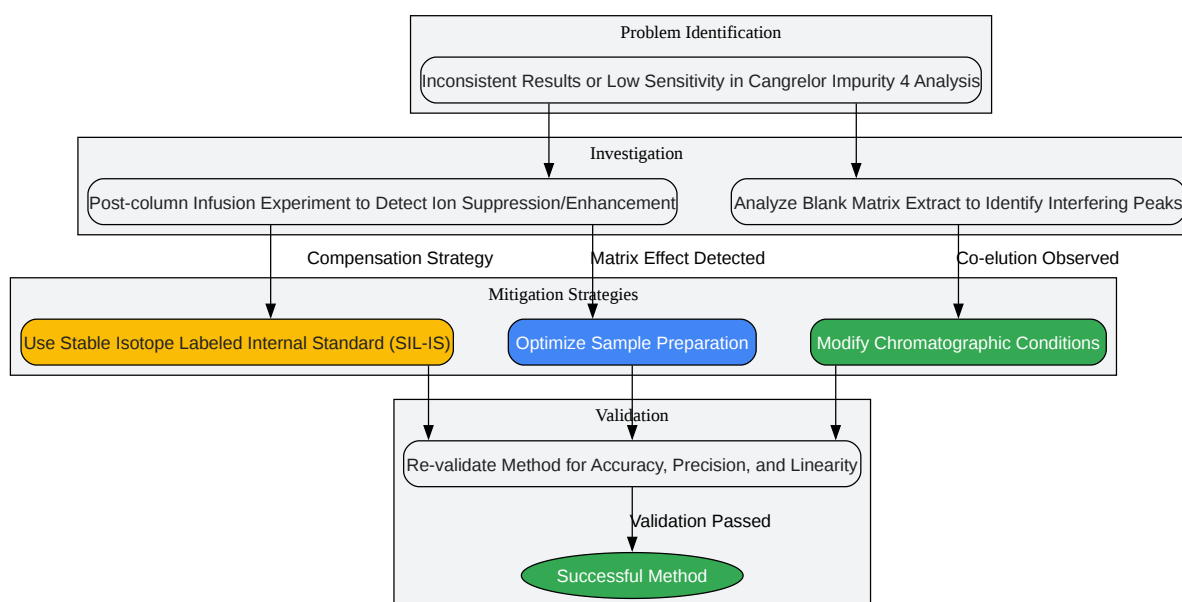 Problem Identification
Inconsistent Results or Low Sensitivity in Cangrelor Impurity 4 Analysis
Investigation
Post-column Infusion Experiment to Detect Ion Suppression/Enhancement
Analyze Blank Matrix Extract to Identify Interfering Peaks
Compensation Strategy
Matrix Effect Detected
Co-elution Observed
Mitigation Strategies
Use Stable Isotope Labeled Internal Standard (SIL-IS)
Optimize Sample Preparation
Modify Chromatographic Conditions
Validation
Re-validate Method for Accuracy, Precision, and Linearity
Validation Passed
Successful Method